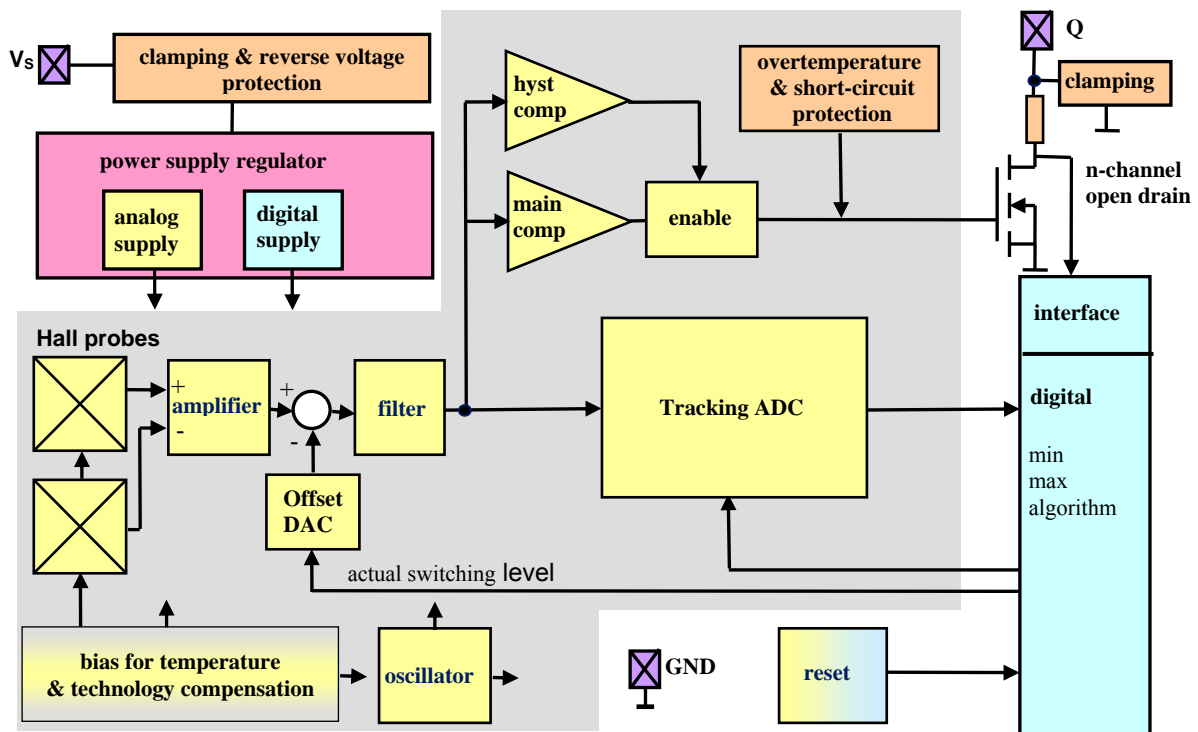 V_S
clamping & reverse voltage
protection
power supply regulator
analog
supply
digital
supply
hyst
comp
main
comp
enable
overtemperature
& short-circuit
protection
Q
clamping
n-channel
open drain
interface
digital
min
max
algorithm
Hall probes
+
-
amplifier
+
-
filter
Tracking ADC
Offset
DAC
actual switching level
bias for temperature
& technology compensation
oscillator
GND
reset